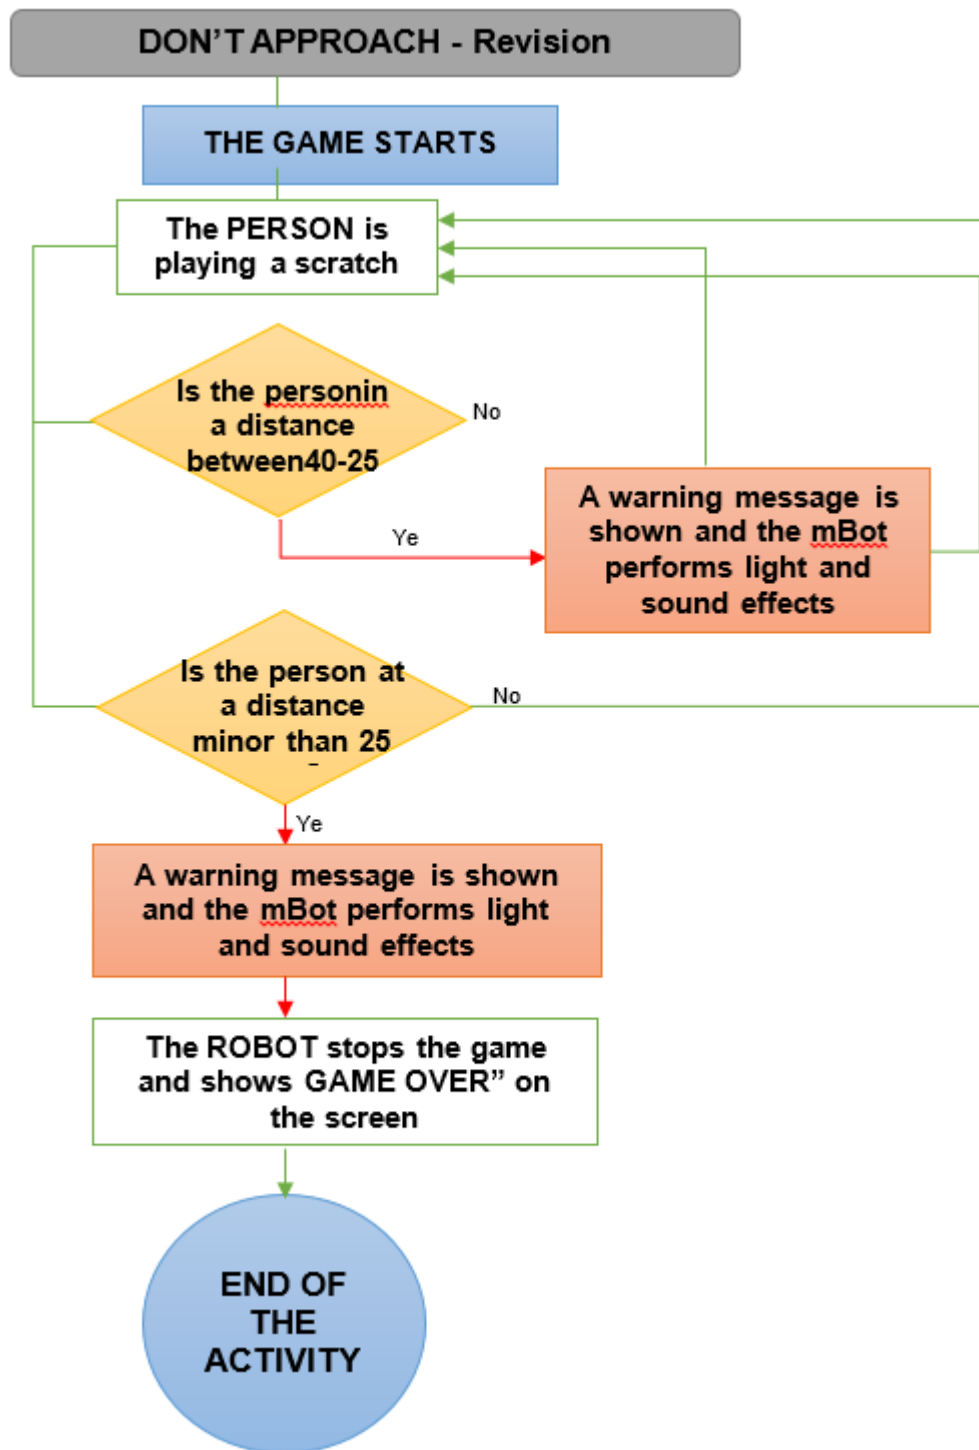 DON’T APPROACH - Revision
THE GAME STARTS
The PERSON is
playing a scratch
Is the personin
a distance
between40-25
No
Ye
A warning message is
shown and the mBot
performs light and
sound effects
Is the person at
a distance
minor than 25
No
Ye
A warning message is shown
and the mBot performs light
and sound effects
The ROBOT stops the game
and shows GAME OVER” on
the screen
END OF
THE
ACTIVITY